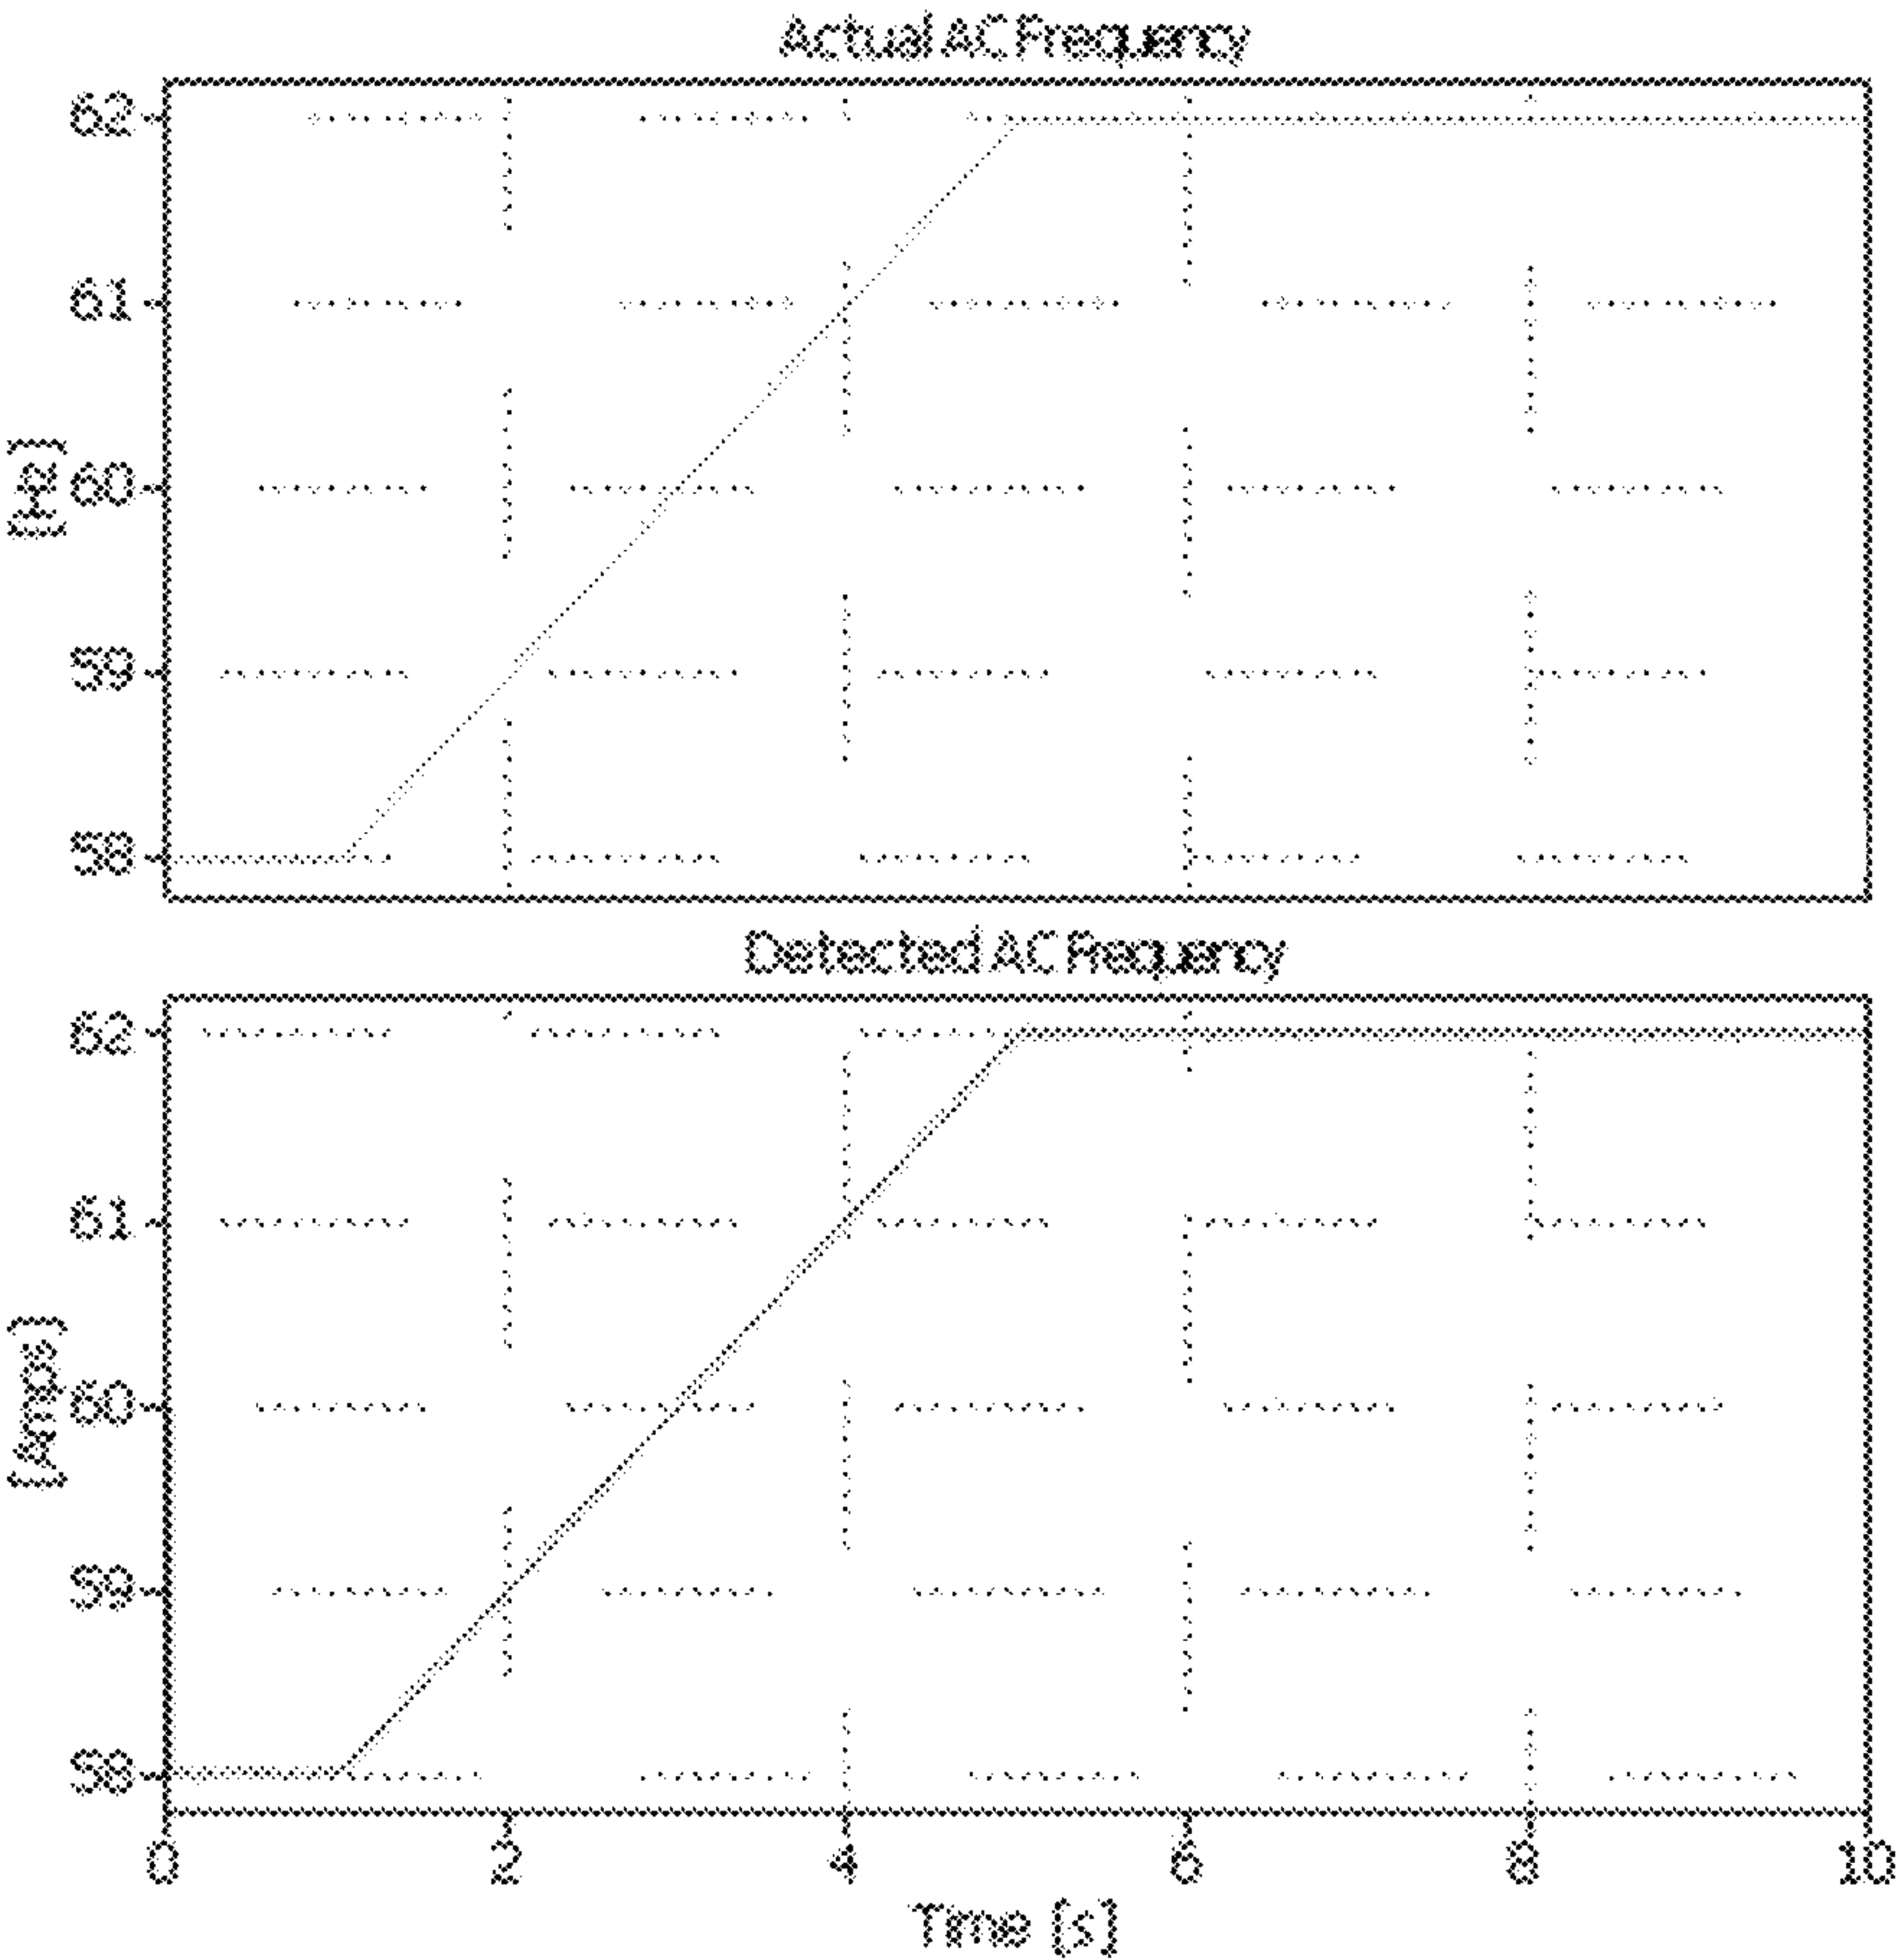 Actual AC Frequency
62
61
60
59
58
[Hz]
Detected AC Frequency
62
61
60
59
58
[Amps]
0 2 4 6 8 10
Time [s]